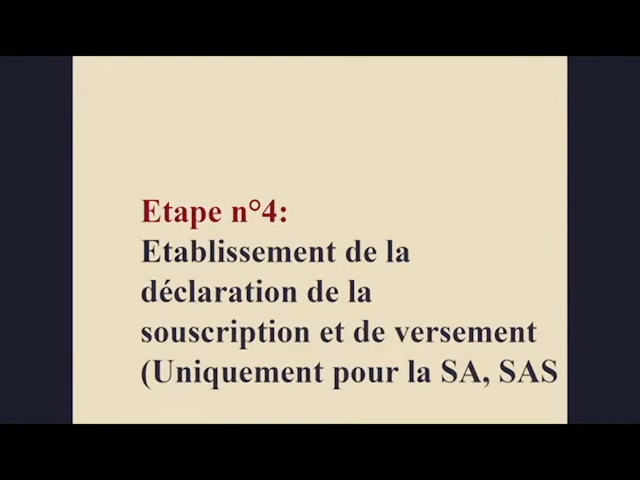 Etape n°4:
Etablissement de la
déclaration de la
souscription et de versement
(Uniquement pour la SA, SAS